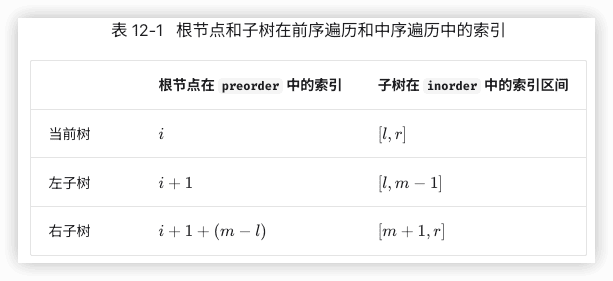 表 12-1 根节点和子树在前序遍历和中序遍历中的索引
根节点在 preorder 中的索引 子树在 inorder 中的索引区间
当前树 i [l, r]
左子树 i + 1 [l, m − 1]
右子树 i + 1 + (m − l) [m + 1, r]